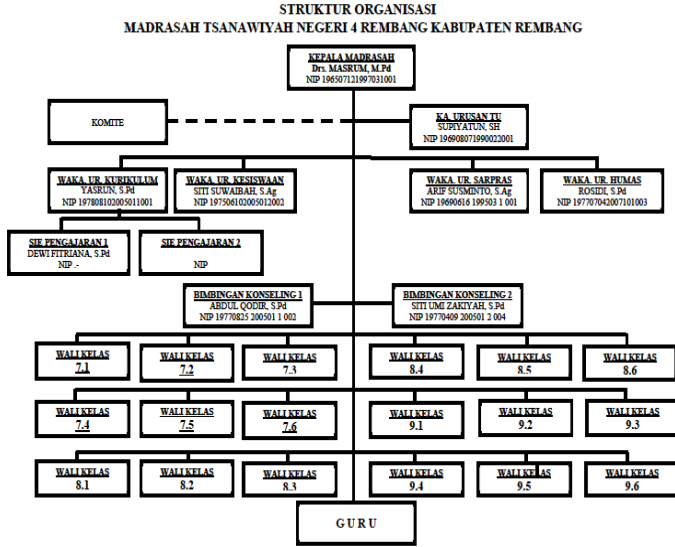 STRUKTUR ORGANISASI
MADRASAH TSANAWIYAH NEGERI 4 REMBANG KABUPATEN REMBANG
KEPALA MADRASAH
Drs. MASRUM, M.Pd
NIP 196507121997031001
KOMITE
KA. URUSAN TU
SUPIYATUN, SH
NIP 196908071990022001
WAKA. UR. KURIKULUM
YASRUN, S.Pd
NIP 197808102005011001
WAKA. UR. KESISWAAN
SITI SUWAIBAH, S.Ag
NIP 197506102005012002
WAKA. UR. SARPRAS
ARIF SUSMINTO, S.Ag
NIP 19690616 199503 1 001
WAKA. UR. HUMAS
ROSIDI, S.Pd
NIP 197707042007101003
SIE PENGAJARAN 1
DEWI FITRIANA, S.Pd
NIP .-
SIE PENGAJARAN 2
NIP
BIMBINGAN KONSELING 1
ABDUL QODIR, S.Pd
NIP 19770825 200501 1 002
BIMBINGAN KONSELING 2
SITI UMI ZAKIYAH, S.Pd
NIP 19770409 200501 2 004
WALI KELAS
7.1
WALI KELAS
7.2
WALI KELAS
7.3
WALI KELAS
8.4
WALI KELAS
8.5
WALI KELAS
8.6
WALI KELAS
7.4
WALI KELAS
7.5
WALI KELAS
7.6
WALI KELAS
9.1
WALI KELAS
9.2
WALI KELAS
9.3
WALI KELAS
8.1
WALI KELAS
8.2
WALI KELAS
8.3
WALI KELAS
9.4
WALI KELAS
9.5
WALI KELAS
9.6
G U R U